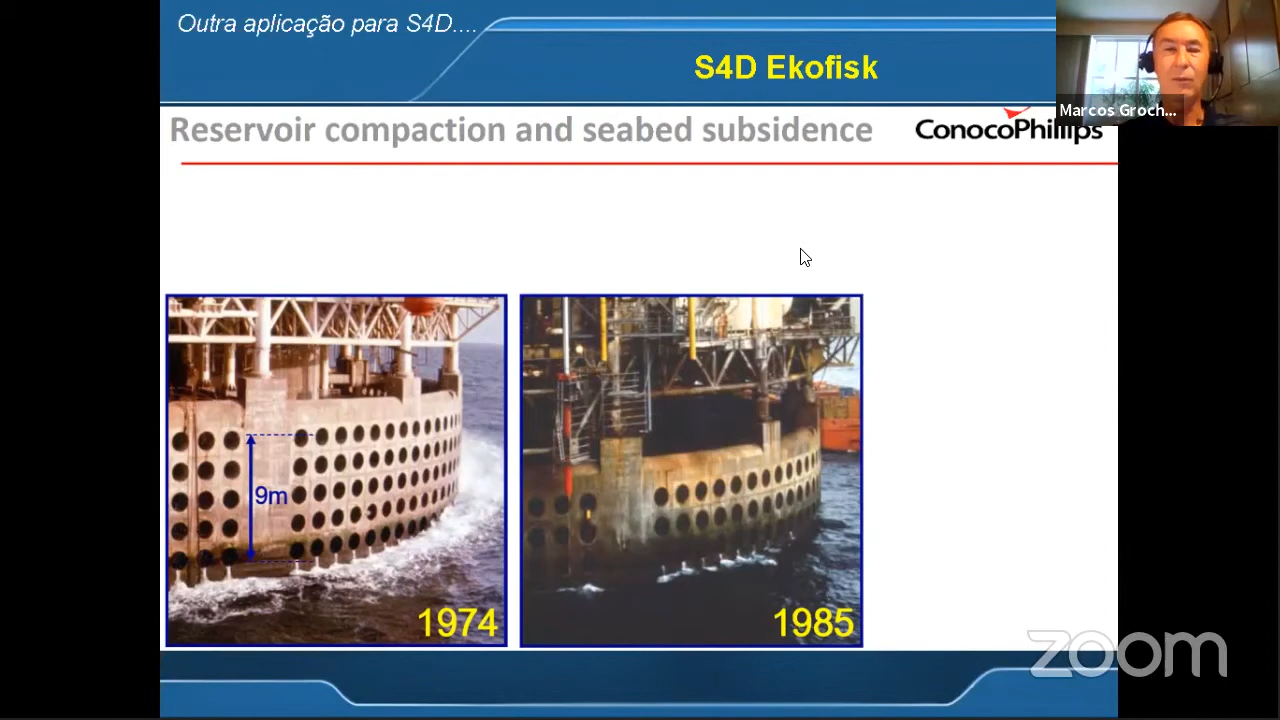 Outra aplicação para S4D....
S4D Ekofisk
Marcos Groch...
Reservoir compaction and seabed subsidence
ConocoPhillips
9m
1974
1985
zoom